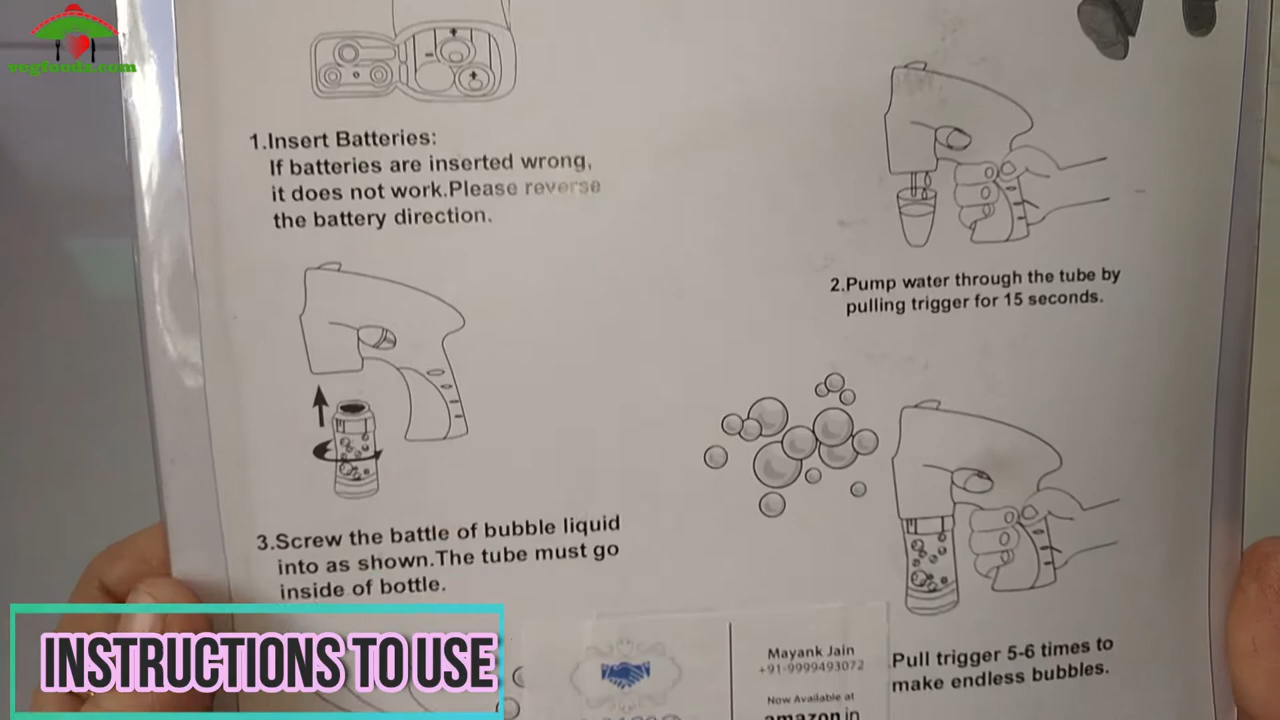 vegfoodx.com
1.Insert Batteries:
If batteries are inserted wrong,
it does not work.Please reverse
the battery direction.
2.Pump water through the tube by
pulling trigger for 15 seconds.
3.Screw the battle of bubble liquid
into as shown.The tube must go
inside of bottle.
.Pull trigger 5-6 times to
make endless bubbles.
Mayank Jain
+91-9999493072
Now Available at
amazon.in
INSTRUCTIONS TO USE